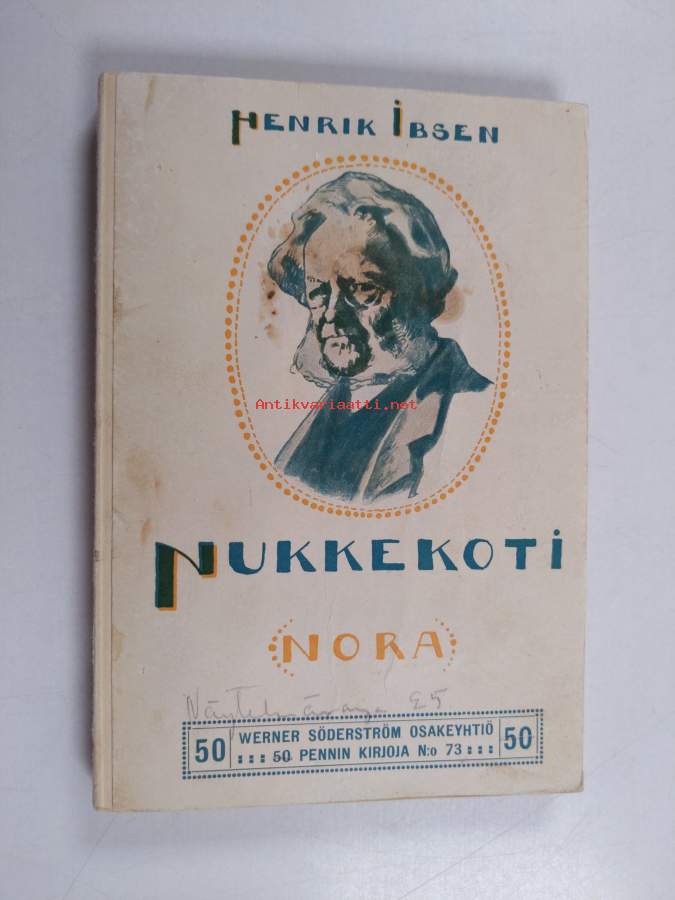 HENRIK IBSEN
Antikvariaatti.net
NUKKEKOTI
(NORA)
50 WERNER SÖDERSTRÖM OSAKEYHTIÖ 50
::: 50 PENNIN KIRJOJA N:o 73 :::